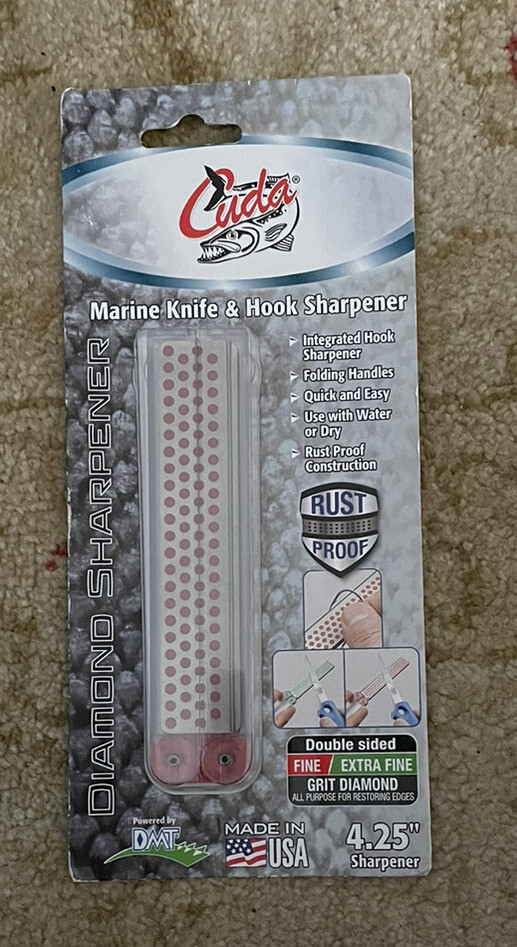 Cuda®
Marine Knife & Hook Sharpener
DIAMOND SHARPENER
Integrated Hook
Sharpener
Folding Handles
Quick and Easy
Use with Water
or Dry
Rust Proof
Construction
RUST
PROOF
Double sided
FINE / EXTRA FINE
GRIT DIAMOND
ALL PURPOSE FOR RESTORING EDGES
Powered by
DMT
MADE IN
USA
4.25"
Sharpener